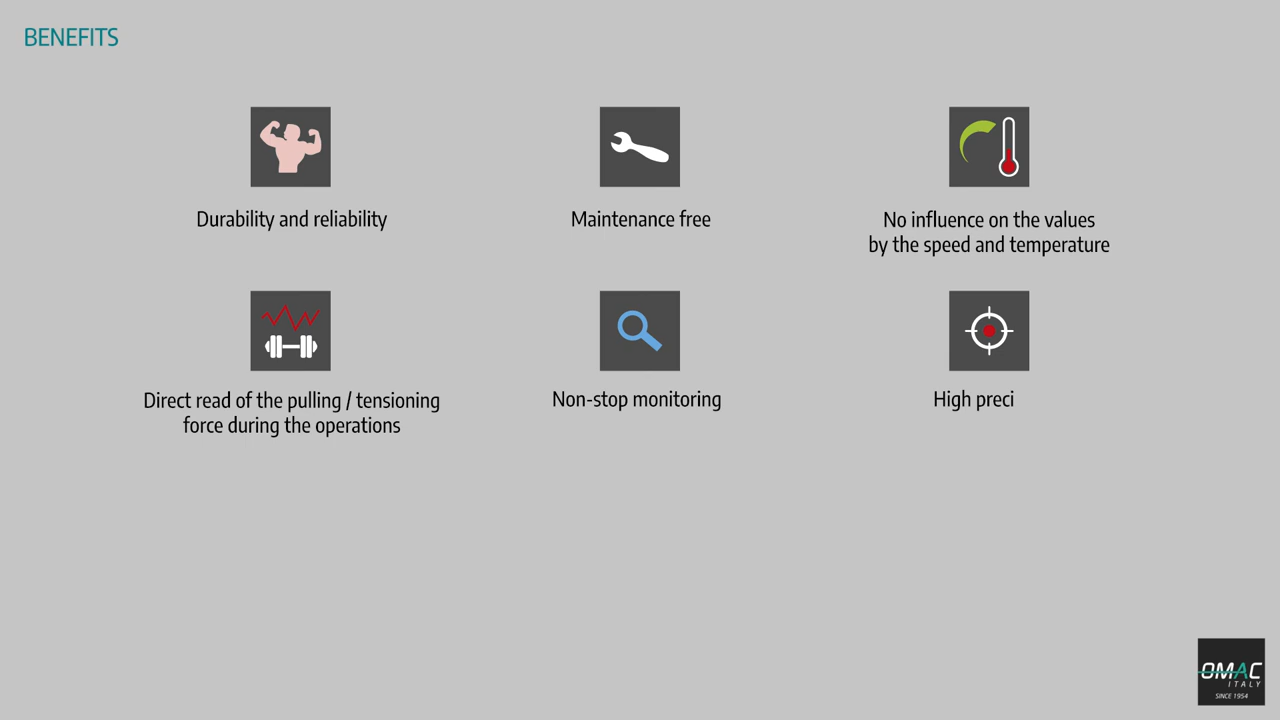 BENEFITS
Durability and reliability
Maintenance free
No influence on the values
by the speed and temperature
Direct read of the pulling / tensioning
force during the operations
Non-stop monitoring
High preci
OMAC
ITALY
SINCE 1954